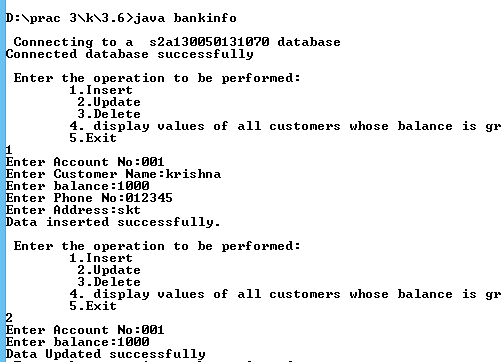 D:\prac 3\k\3.6>java bankinfo
Connecting to a s2a130050131070 database
Connected database successfully
Enter the operation to be performed:
1.Insert
2.Update
3.Delete
4. display values of all customers whose balance is gr
5.Exit
1
Enter Account No:001
Enter Customer Name:krishna
Enter balance:1000
Enter Phone No:012345
Enter Address:skt
Data inserted successfully.
Enter the operation to be performed:
1.Insert
2.Update
3.Delete
4. display values of all customers whose balance is gr
5.Exit
2
Enter Account No:001
Enter balance:1000
Data Updated successfully